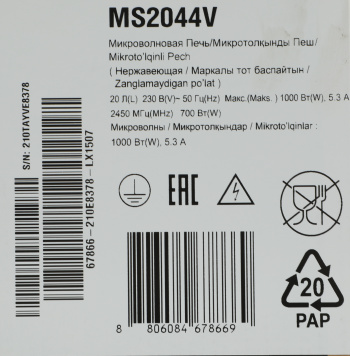 MS2044V
Микроволновая Печь/Микротолқынды Пеш/
Mikroto'lqinli Pech
( Нержавеющая / Маркалы тот баспайтын /
Zanglamaydigan po'lat )
20 Л(L) 230 В(V)~ 50 Гц(Hz) Макс.(Maks. ) 1000 Вт(W), 5.3 A
2450 МГц(MHz) 700 Вт(W)
Микроволны / Микротолқындар / Mikroto'lqinlar :
1000 Вт(W), 5.3 A
S/N: 210TAYVE8378
67866-210E8378-LX1507
EAC
8 806084 678669
20
PAP